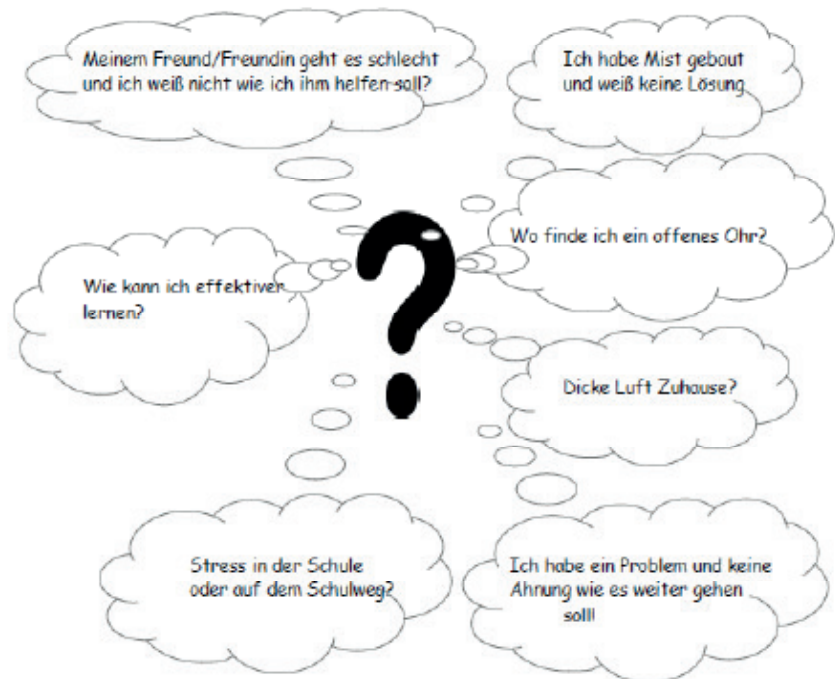 Meinem Freund/Freundin geht es schlecht
und ich weiß nicht wie ich ihm helfen soll?
Ich habe Mist gebaut
und weiß keine Lösung
Wo finde ich ein offenes Ohr?
Wie kann ich effektiver
lernen?
Dicke Luft Zuhause?
Stress in der Schule
oder auf dem Schulweg?
Ich habe ein Problem und keine
Ahnung wie es weiter gehen
soll!
?